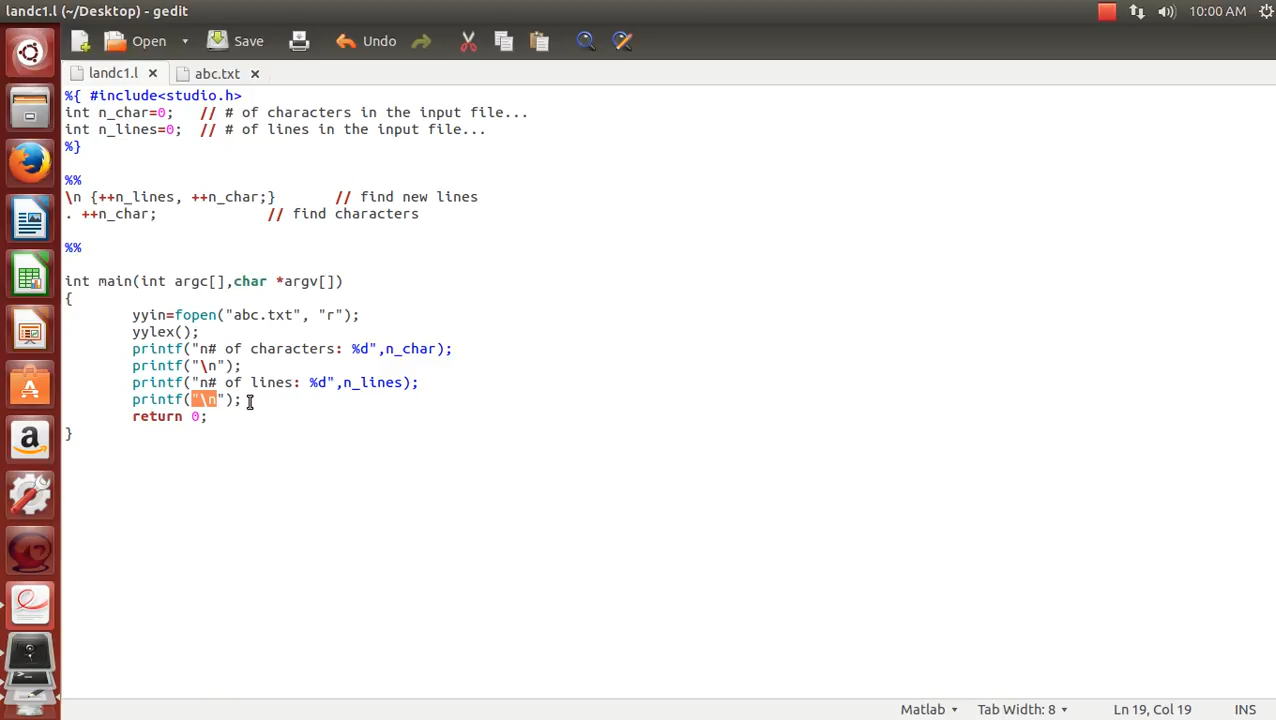 landc1.l (~/Desktop) - gedit
10:00 AM
Open Save Undo
landc1.l abc.txt
%{ #include<studio.h>
int n_char=0; // # of characters in the input file...
int n_lines=0; // # of lines in the input file...
%}
%%
\n {++n_lines, ++n_char;} // find new lines
. ++n_char; // find characters
%%
int main(int argc[],char *argv[])
{
yyin=fopen("abc.txt", "r");
yylex();
printf("n# of characters: %d",n_char);
printf("\n");
printf("n# of lines: %d",n_lines);
printf("\n");
return 0;
}
Matlab Tab Width: 8 Ln 19, Col 19 INS